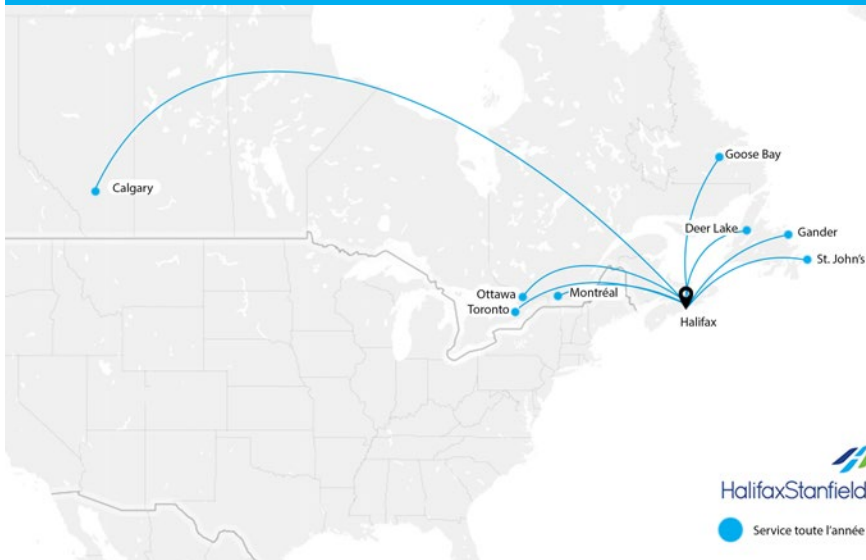 Goose Bay
Calgary
Deer Lake
Gander
St. John's
Ottawa
Montréal
Toronto
Halifax
HalifaxStanfield
Service toute l'année